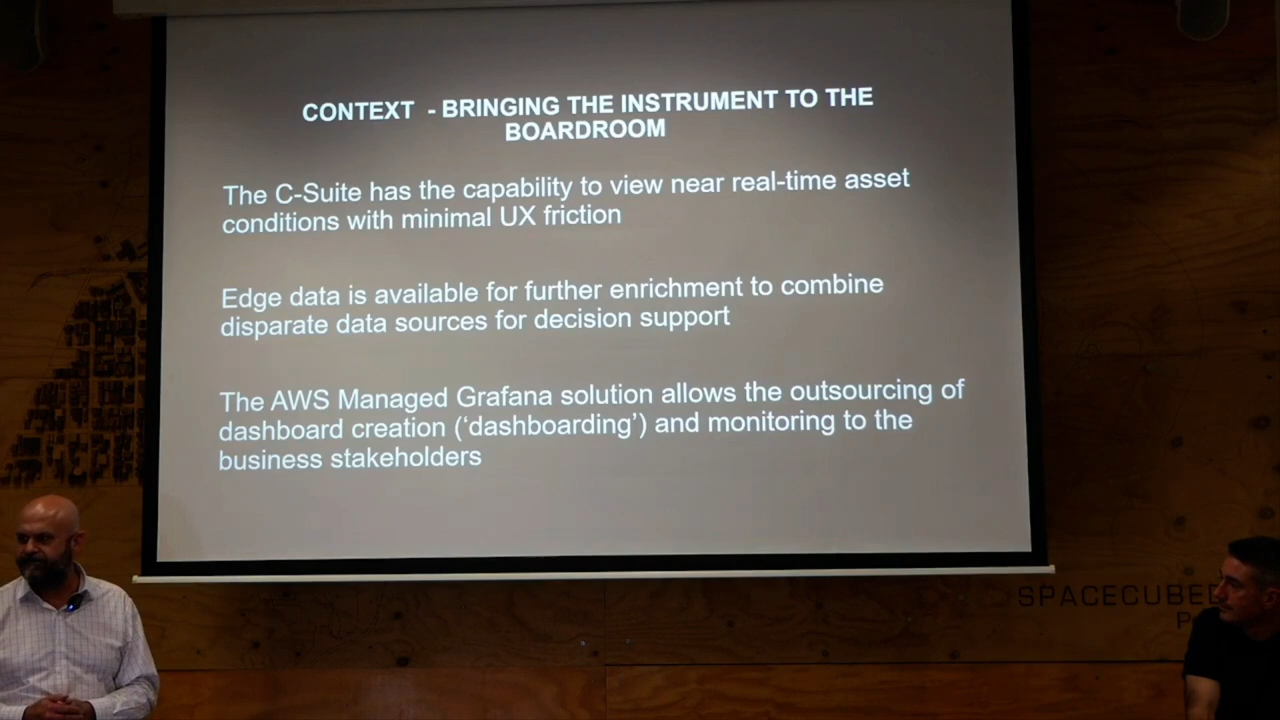 CONTEXT - BRINGING THE INSTRUMENT TO THE
BOARDROOM
The C-Suite has the capability to view near real-time asset
conditions with minimal UX friction
Edge data is available for further enrichment to combine
disparate data sources for decision support
The AWS Managed Grafana solution allows the outsourcing of
dashboard creation (‘dashboarding’) and monitoring to the
business stakeholders
SPACECUBED